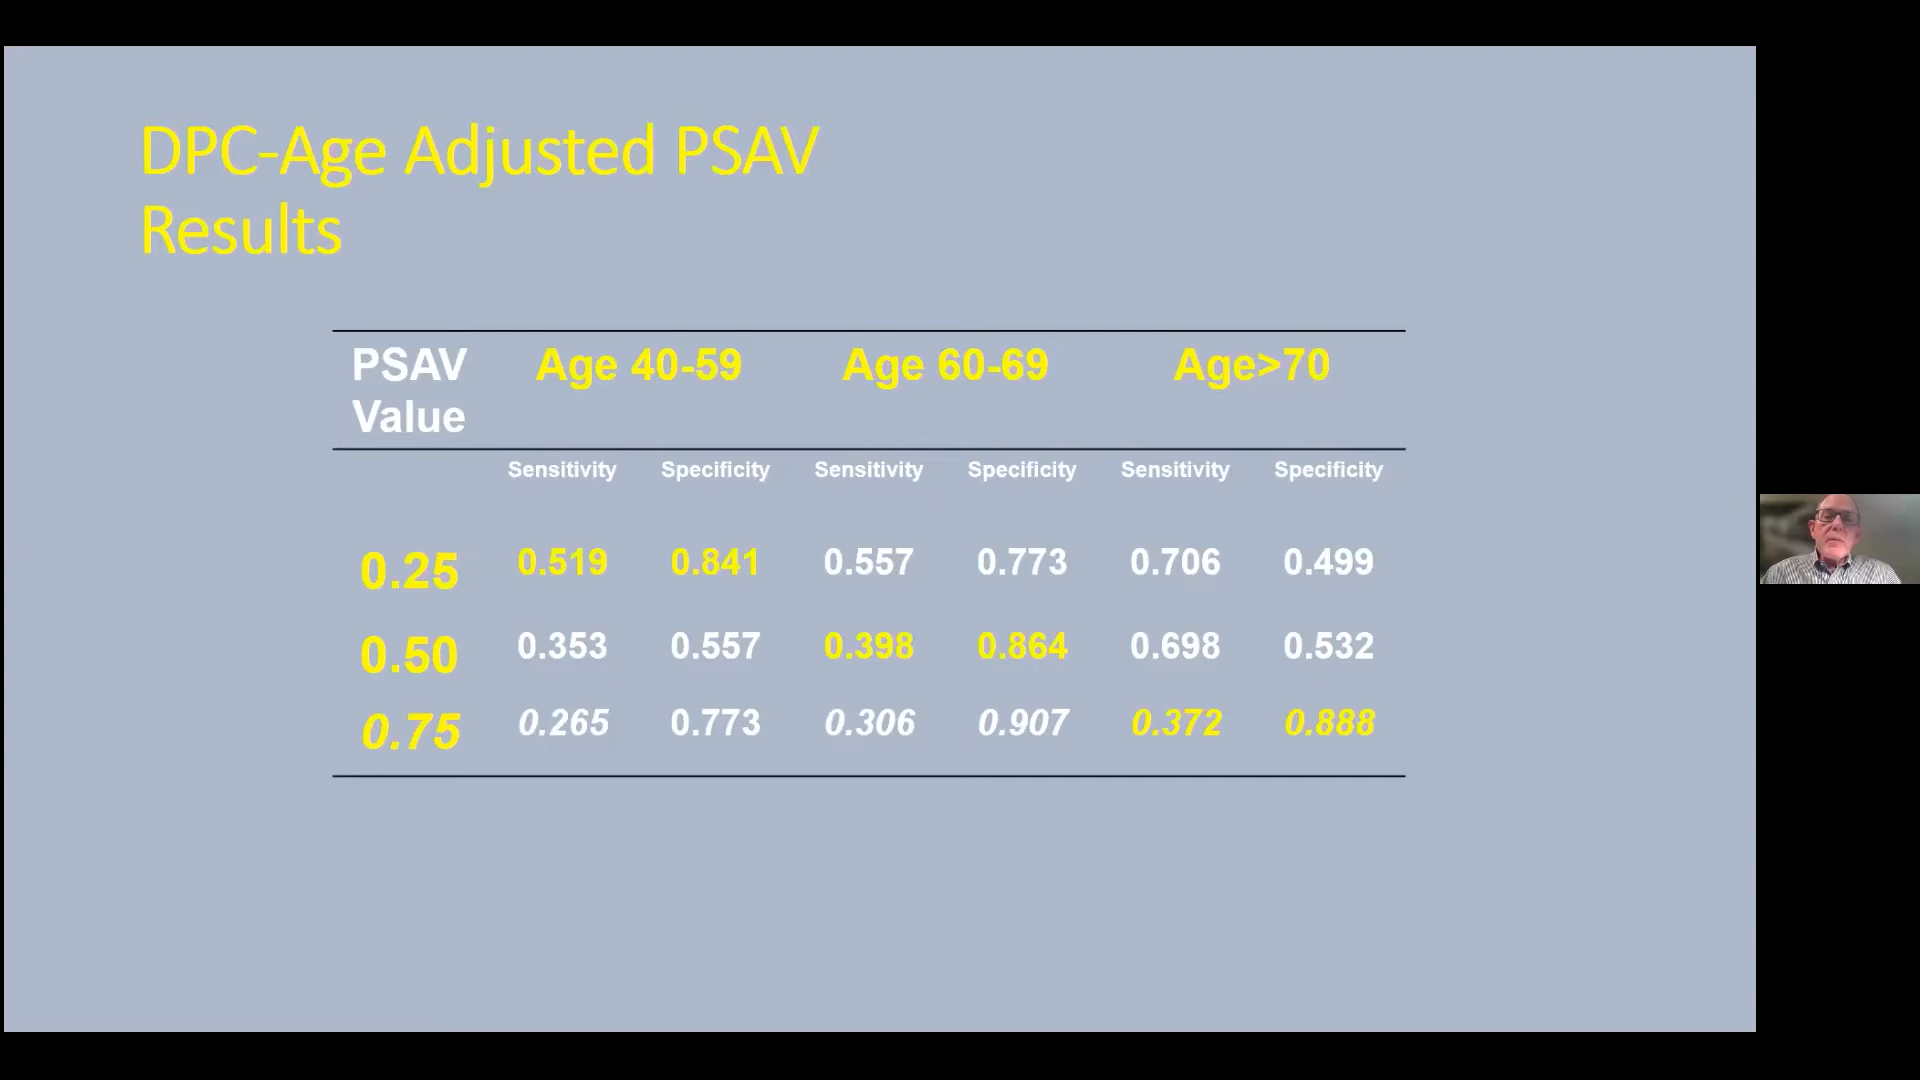 DPC-Age Adjusted PSAV
Results
PSAV Value Age 40-59 Age 60-69 Age>70
Sensitivity Specificity Sensitivity Specificity Sensitivity Specificity
0.25 0.519 0.841 0.557 0.773 0.706 0.499
0.50 0.353 0.557 0.398 0.864 0.698 0.532
0.75 0.265 0.773 0.306 0.907 0.372 0.888